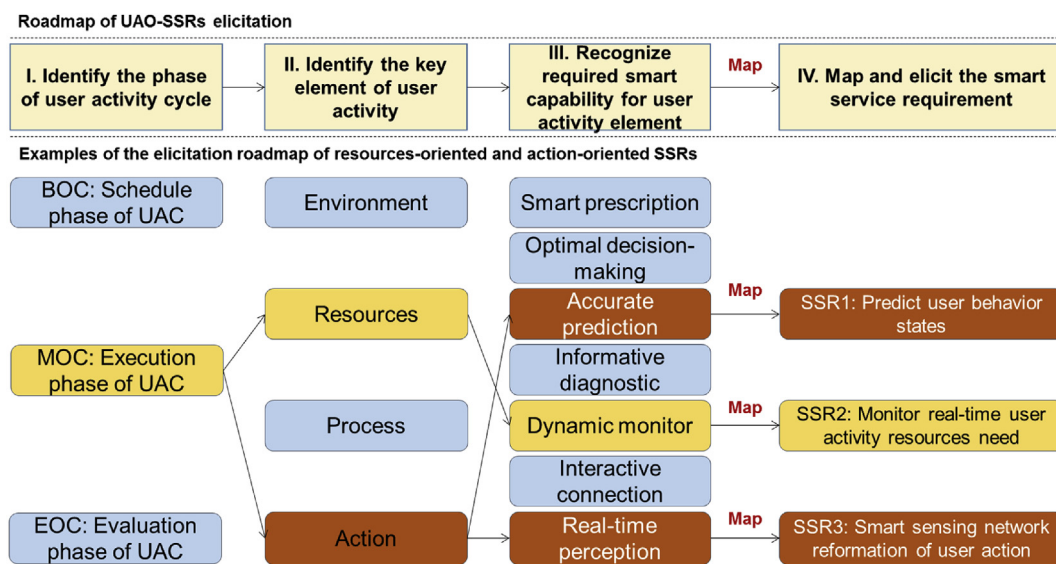 Roadmap of UAO-SSRs elicitation
I. Identify the phase
of user activity cycle
II. Identify the key
element of user
activity
III. Recognize
required smart
capability for user
activity element
Map
IV. Map and elicit the smart
service requirement
Examples of the elicitation roadmap of resources-oriented and action-oriented SSRs
BOC: Schedule
phase of UAC
Environment
Smart prescription
Optimal decision-
making
Resources
Accurate
prediction
Map
SSR1: Predict user behavior
states
MOC: Execution
phase of UAC
Informative
diagnostic
Process
Dynamic monitor
Map
SSR2: Monitor real-time user
activity resources need
Interactive
connection
EOC: Evaluation
phase of UAC
Action
Real-time
perception
Map
SSR3: Smart sensing network
reformation of user action